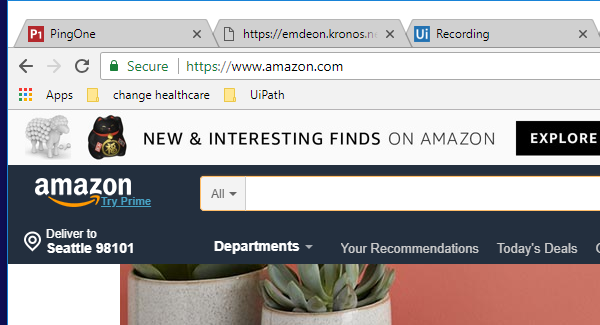 P1 PingOne https://emdeon.kronos.ne Ui Recording
Secure https://www.amazon.com
Apps change healthcare UiPath
NEW & INTERESTING FINDS ON AMAZON EXPLORE
amazon All
Try Prime
Deliver to
Seattle 98101 Departments Your Recommendations Today's Deals